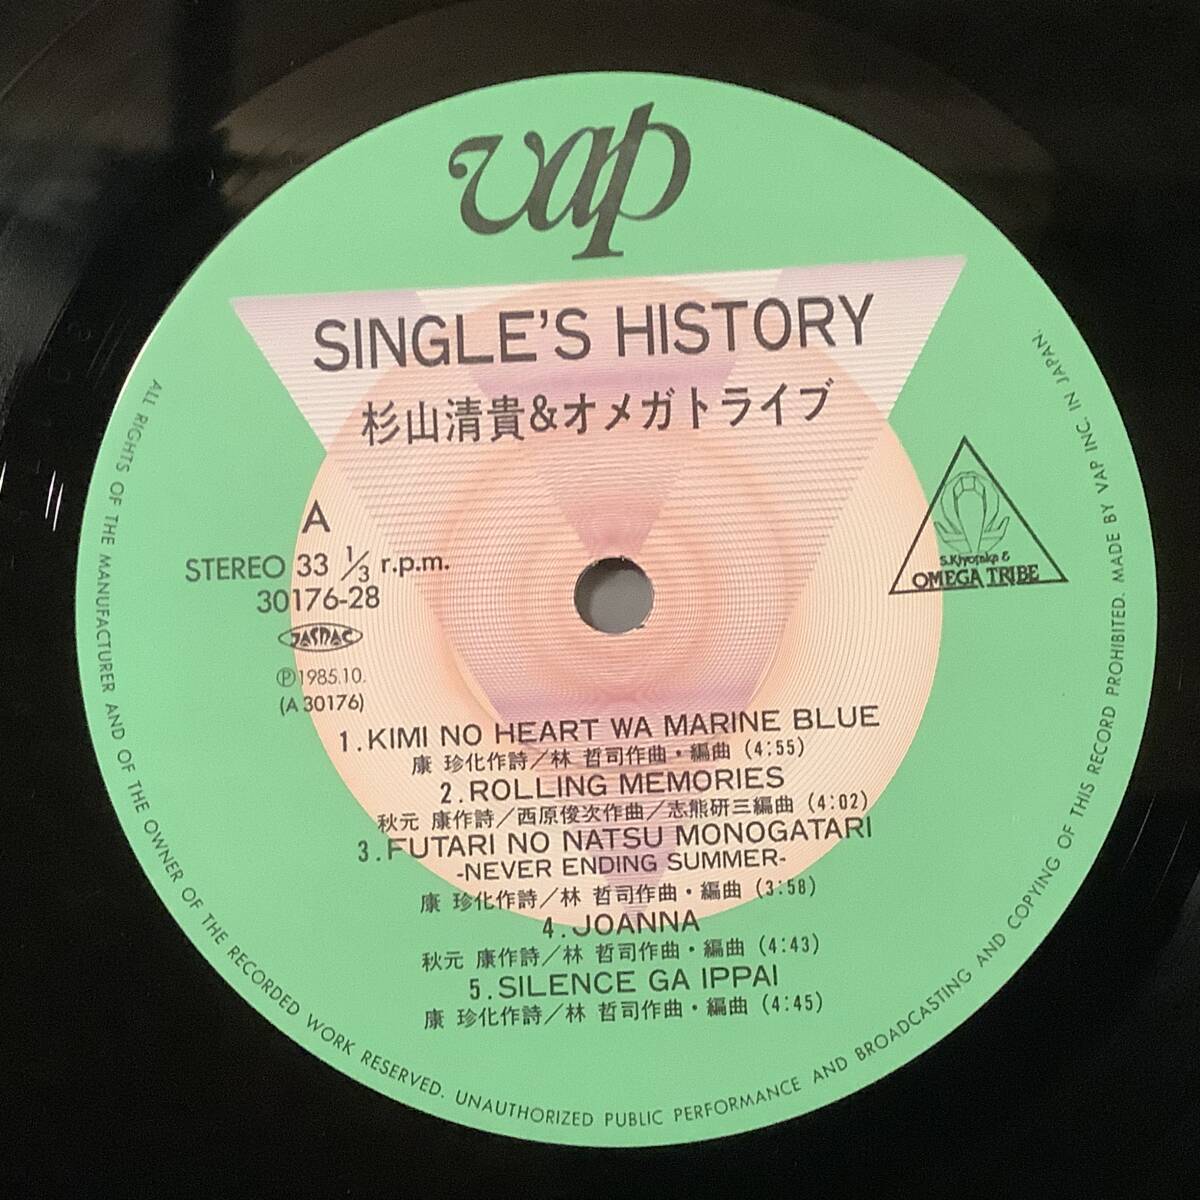 vap
SINGLE'S HISTORY
杉山清貴&オメガトライブ
A
STEREO 33 1/3 r.p.m.
30176-28
JASRAC
Ⓟ1985.10.
(A 30176)
S.Kiyotaka &
OMEGA TRIBE
1.KIMI NO HEART WA MARINE BLUE
康 珍化作詩/林 哲司作曲・編曲 (4:55)
2.ROLLING MEMORIES
秋元 康作詩/西原俊次作曲/志熊研三編曲 (4:02)
3.FUTARI NO NATSU MONOGATARI
-NEVER ENDING SUMMER-
康 珍化作詩/林 哲司作曲・編曲 (3:58)
4.JOANNA
秋元 康作詩/林 哲司作曲・編曲 (4:43)
5.SILENCE GA IPPAI
康 珍化作詩/林 哲司作曲・編曲 (4:45)
ALL RIGHTS OF THE MANUFACTURER AND OF THE OWNER OF THE RECORDED WORK RESERVED. UNAUTHORIZED PUBLIC PERFORMANCE AND BROADCASTING AND COPYING OF THIS RECORD PROHIBITED. MADE BY VAP INC. IN JAPAN.